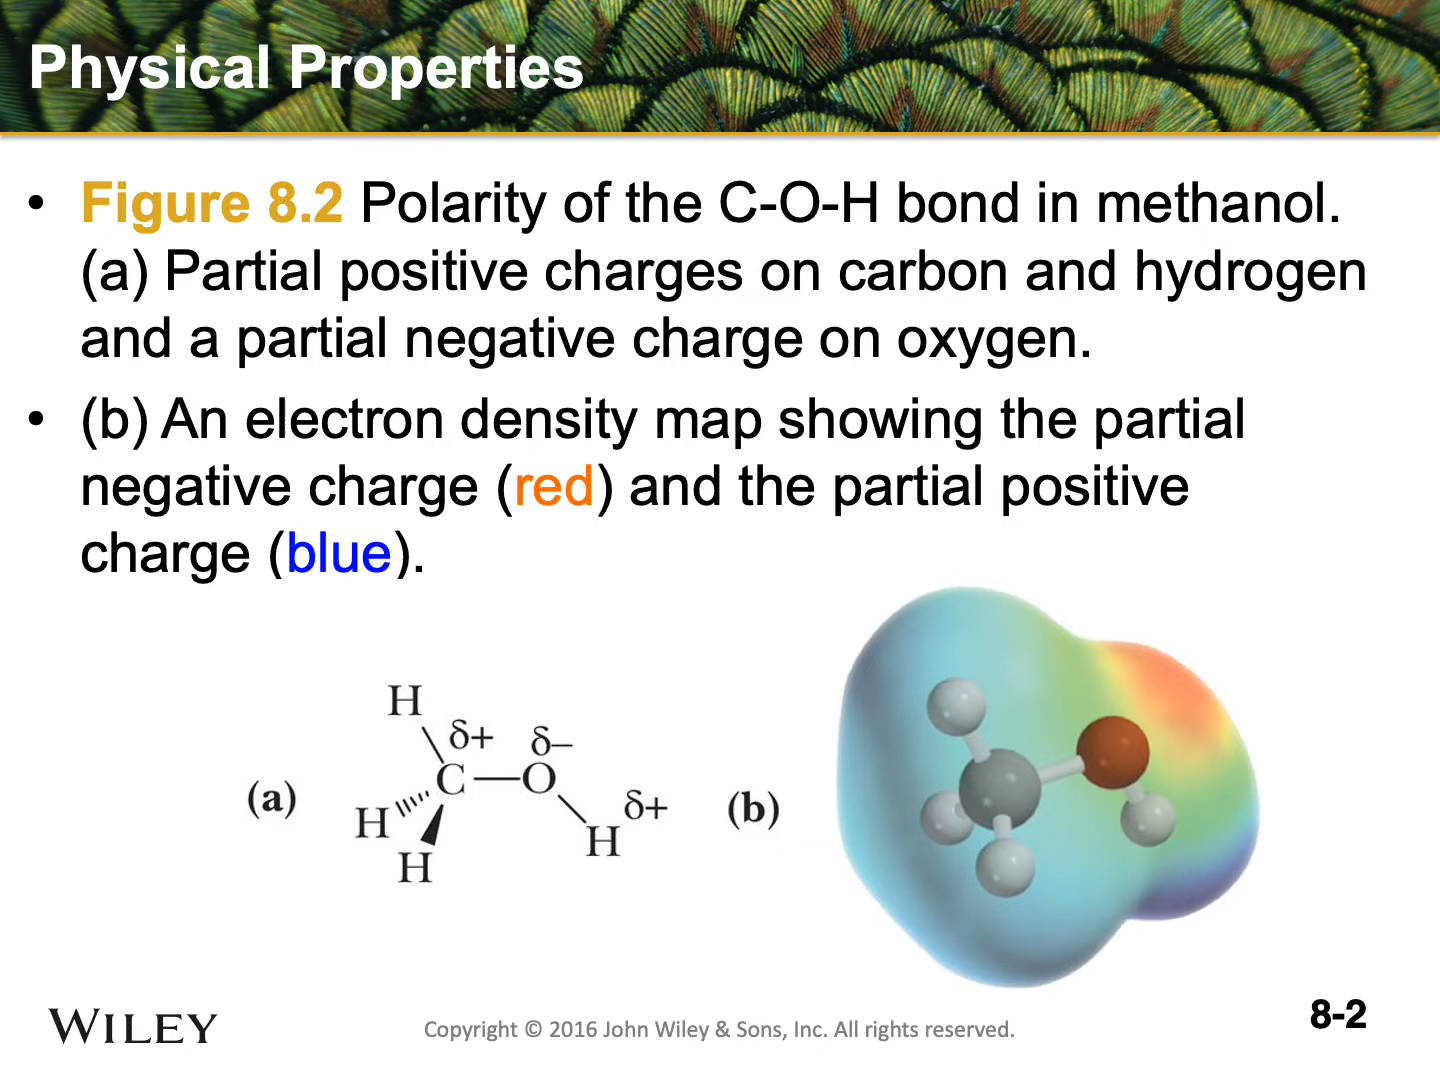 Physical Properties
• Figure 8.2 Polarity of the C-O-H bond in methanol.
(a) Partial positive charges on carbon and hydrogen
and a partial negative charge on oxygen.
• (b) An electron density map showing the partial
negative charge (red) and the partial positive
charge (blue).
H
δ+ δ–
C O
(a)
H
δ+
H
H
(b)
WILEY
Copyright © 2016 John Wiley & Sons, Inc. All rights reserved.
8-2